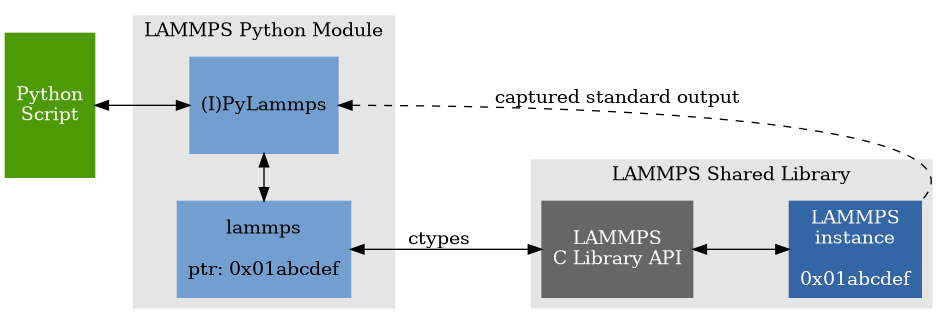 LAMMPS Python Module
Python
Script
(I)PyLammps
captured standard output
LAMMPS Shared Library
lammps
ptr: 0x01abcdef
ctypes
LAMMPS
C Library API
LAMMPS
instance
0x01abcdef